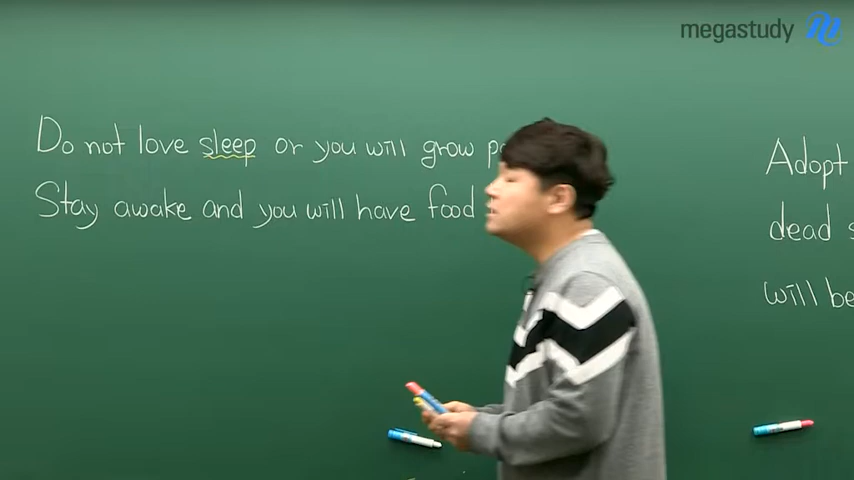 megastudy
Do not love sleep or you will grow
Stay awake and you will have food
Adopt
dead
will be